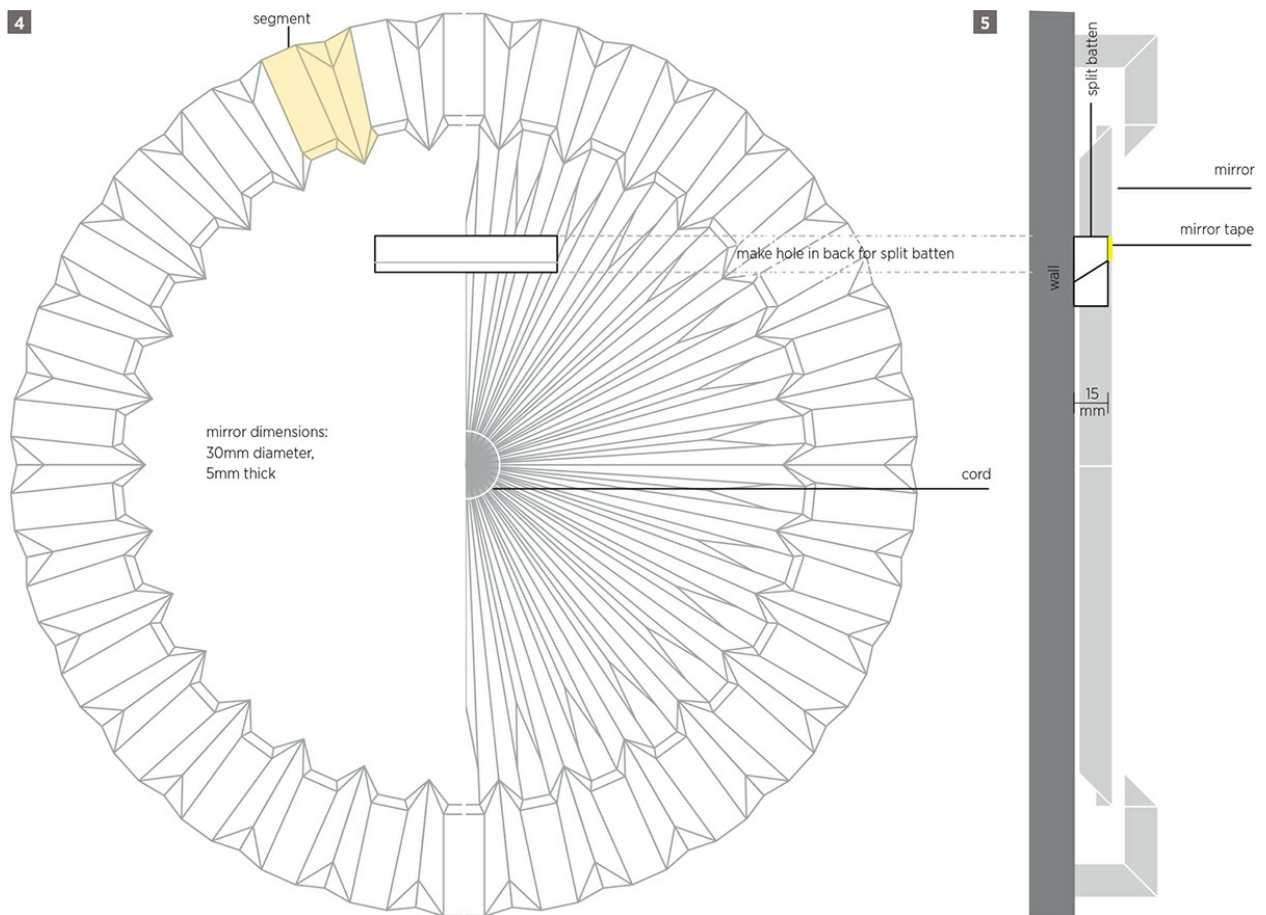 4
segment
5
split batten
mirror
mirror tape
make hole in back for split batten
wall
15
mm
mirror dimensions:
30mm diameter,
5mm thick
cord